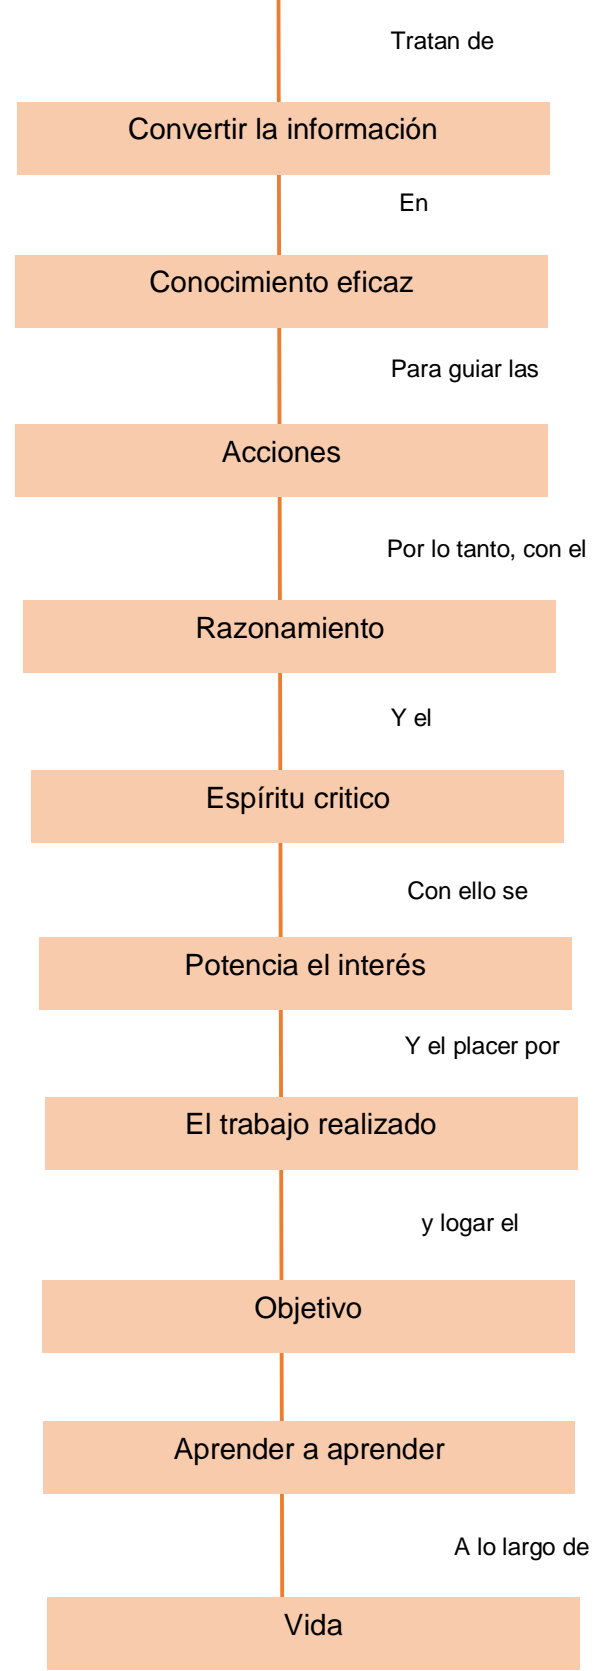 Tratan de
Convertir la información
En
Conocimiento eficaz
Para guiar las
Acciones
Por lo tanto, con el
Razonamiento
Y el
Espíritu critico
Con ello se
Potencia el interés
Y el placer por
El trabajo realizado
y logar el
Objetivo
Aprender a aprender
A lo largo de
Vida